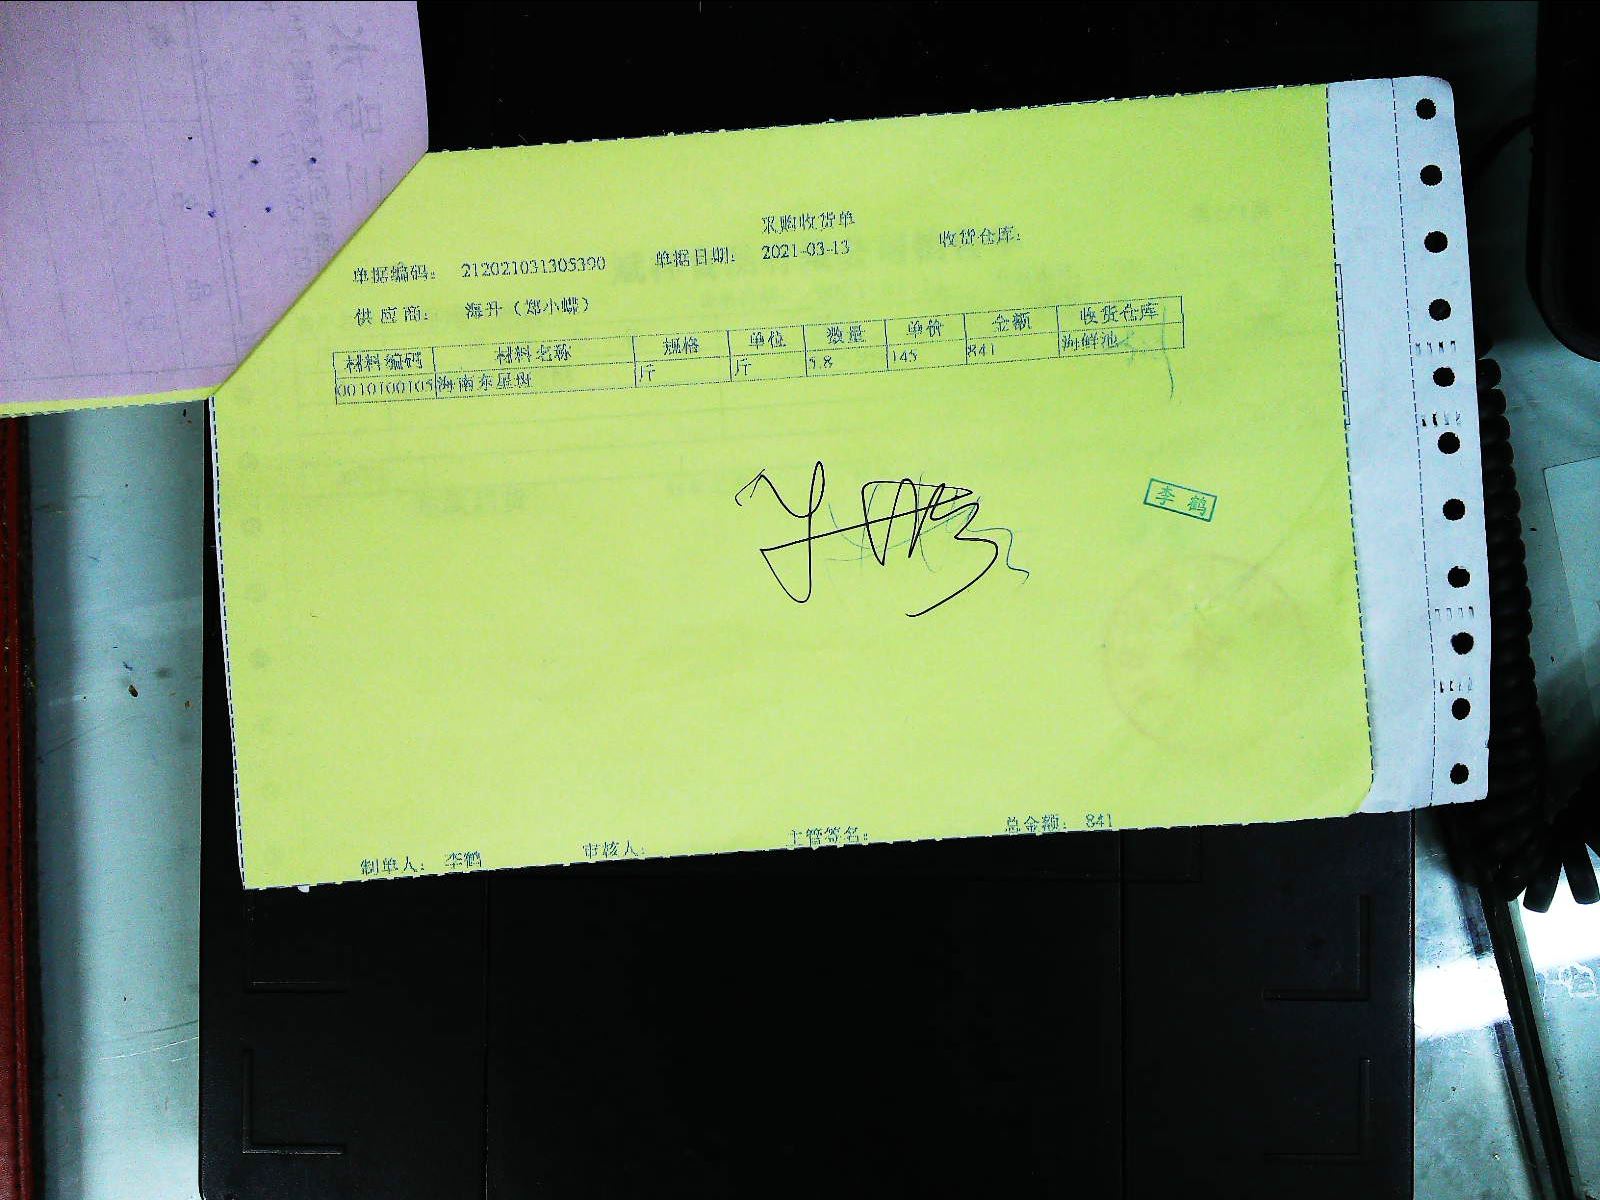 采购收货单
单据编码： 212021031305390 单据日期： 2021-03-13 收货仓库：
供应商： 海升（郑小蝶）
材料编码 材料名称 规格 单位 数量 单价 金额 收货仓库
0010100105 海南东星斑 斤 斤 5.8 145 841 海鲜池
李鹤
制单人： 李鹤 审核人： 主管签名： 总金额： 841